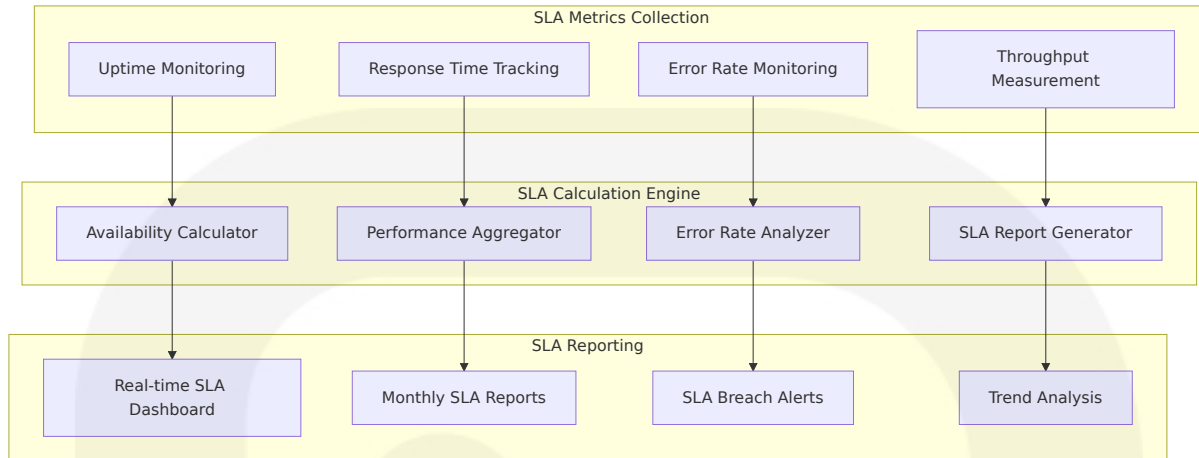 SLA Metrics Collection
Uptime Monitoring
Response Time Tracking
Error Rate Monitoring
Throughput
Measurement
SLA Calculation Engine
Availability Calculator
Performance Aggregator
Error Rate Analyzer
SLA Report Generator
SLA Reporting
Real-time SLA
Dashboard
Monthly SLA Reports
SLA Breach Alerts
Trend Analysis